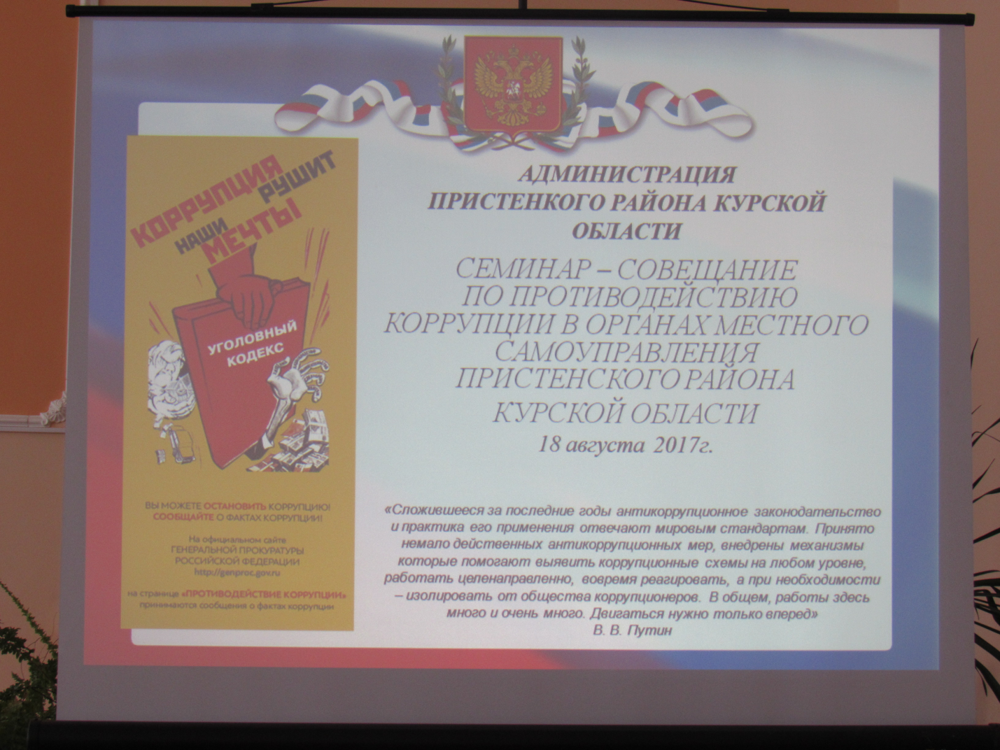 КОРРУПЦИЯ
РУШИТ
НАШИ
МЕЧТЫ
УГОЛОВНЫЙ
КОДЕКС
ВЫ МОЖЕТЕ ОСТАНОВИТЬ КОРРУПЦИЮ!
СООБЩАЙТЕ О ФАКТАХ КОРРУПЦИИ!
На официальном сайте
ГЕНЕРАЛЬНОЙ ПРОКУРАТУРЫ
РОССИЙСКОЙ ФЕДЕРАЦИИ
http://genproc.gov.ru
на странице «ПРОТИВОДЕЙСТВИЕ КОРРУПЦИИ»
принимаются сообщения о фактах коррупции
АДМИНИСТРАЦИЯ
ПРИСТЕНКОГО РАЙОНА КУРСКОЙ
ОБЛАСТИ
СЕМИНАР – СОВЕЩАНИЕ
ПО ПРОТИВОДЕЙСТВИЮ
КОРРУПЦИИ В ОРГАНАХ МЕСТНОГО
САМОУПРАВЛЕНИЯ
ПРИСТЕНСКОГО РАЙОНА
КУРСКОЙ ОБЛАСТИ
18 августа 2017г.
«Сложившееся за последние годы антикоррупционное законодательство
и практика его применения отвечают мировым стандартам. Принято
немало действенных антикоррупционных мер, внедрены механизмы
которые помогают выявить коррупционные схемы на любом уровне,
работать целенаправленно, вовремя реагировать, а при необходимости
– изолировать от общества коррупционеров. В общем, работы здесь
много и очень много. Двигаться нужно только вперед»
В. В. Путин